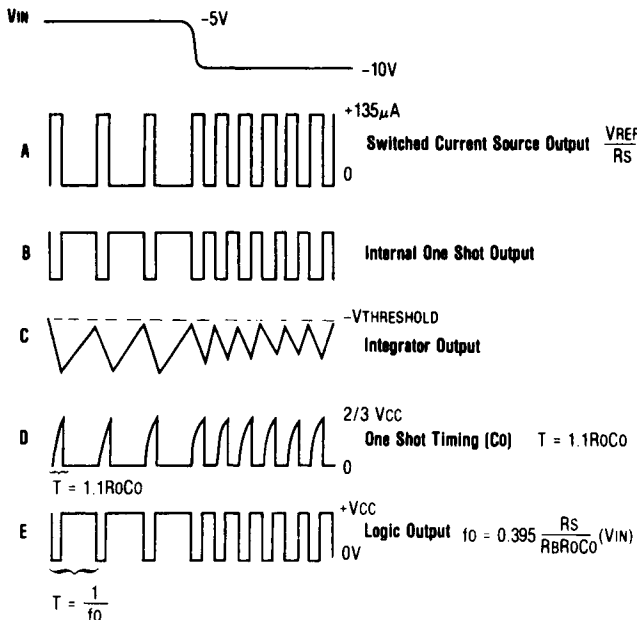 VIN
-5V
-10V
+135μA
A
Switched Current Source Output VREF/RS
0
B
Internal One Shot Output
-VTHRESHOLD
C
Integrator Output
2/3 VCC
D
One Shot Timing (CO) T = 1.1ROCO
0
T = 1.1ROCO
+VCC
E
Logic Output fO = 0.395 RS/RBROCO (VIN)
0V
T = 1/fO